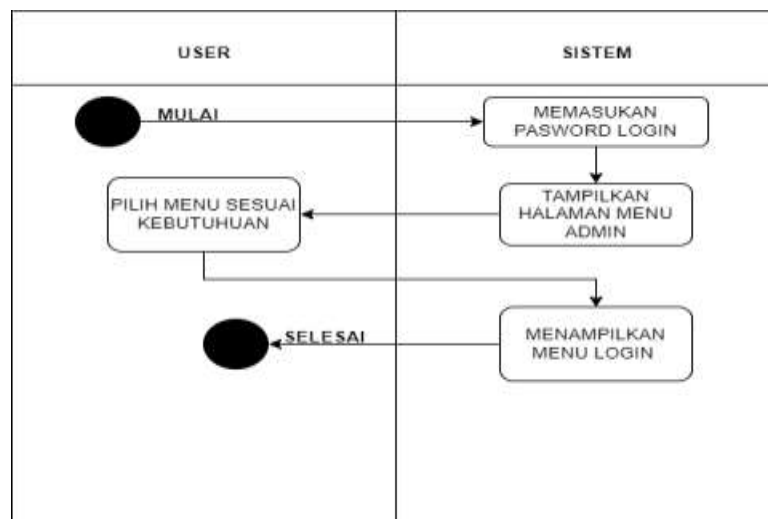 USER
SISTEM
MULAI
MEMASUKAN
PASWORD LOGIN
PILIH MENU SESUAI
KEBUTUHUAN
TAMPILKAN
HALAMAN MENU
ADMIN
SELESAI
MENAMPILKAN
MENU LOGIN